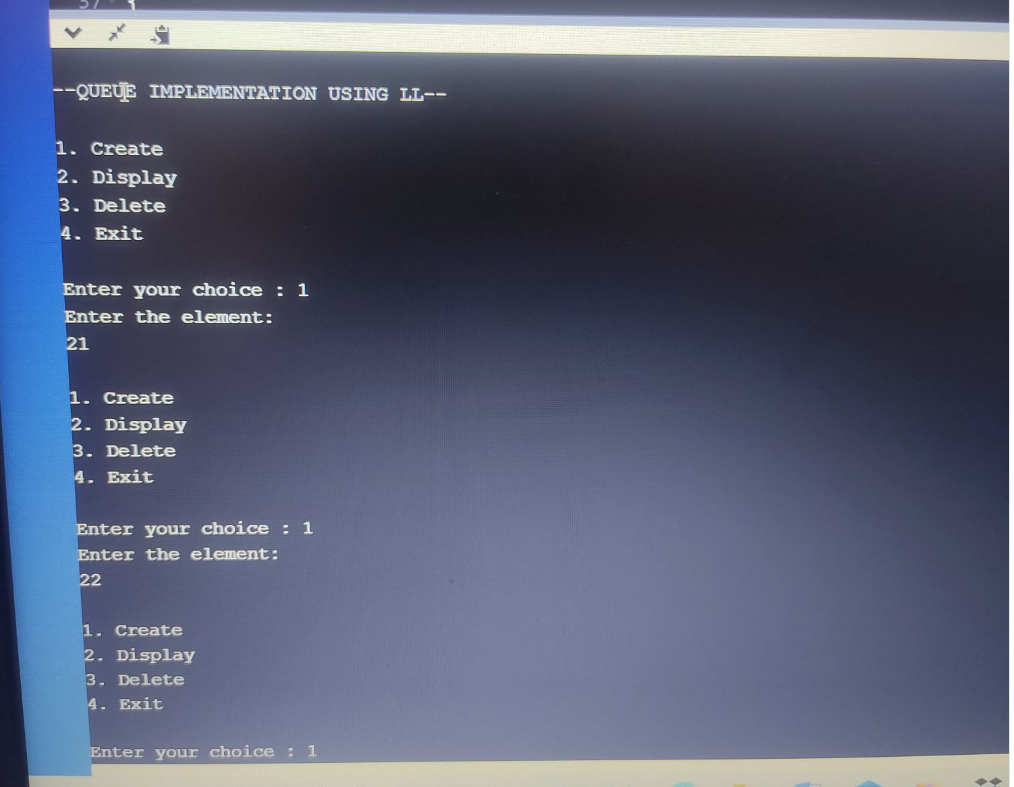 57 {
--QUEUE IMPLEMENTATION USING LL--
1. Create
2. Display
3. Delete
4. Exit
Enter your choice : 1
Enter the element:
21
1. Create
2. Display
3. Delete
4. Exit
Enter your choice : 1
Enter the element:
22
1. Create
2. Display
3. Delete
4. Exit
Enter your choice : 1